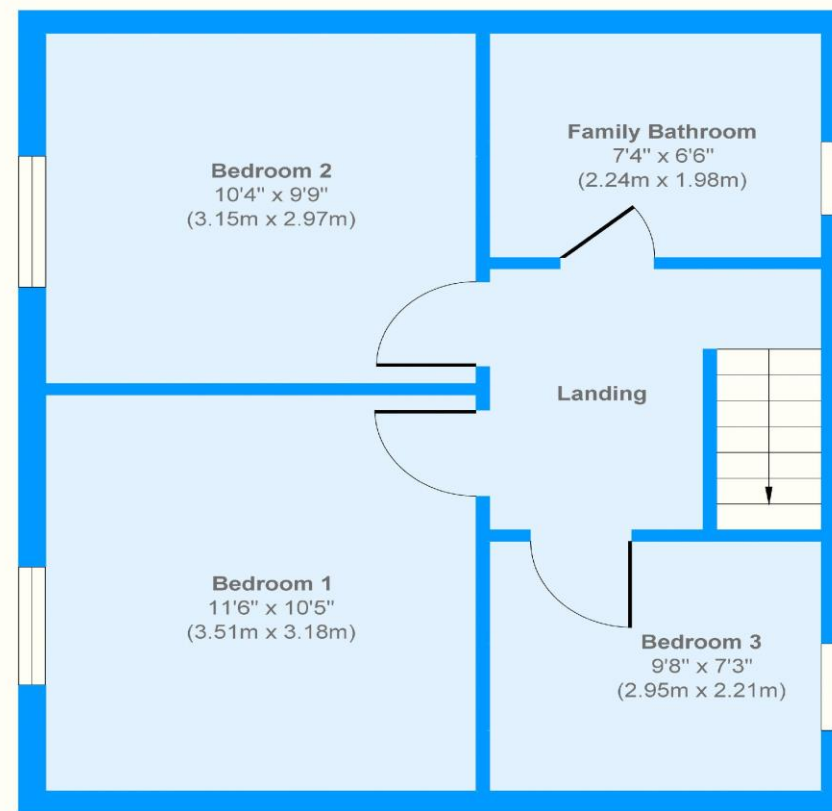 Bedroom 2
10'4" x 9'9"
(3.15m x 2.97m)
Family Bathroom
7'4" x 6'6"
(2.24m x 1.98m)
Landing
Bedroom 1
11'6" x 10'5"
(3.51m x 3.18m)
Bedroom 3
9'8" x 7'3"
(2.95m x 2.21m)